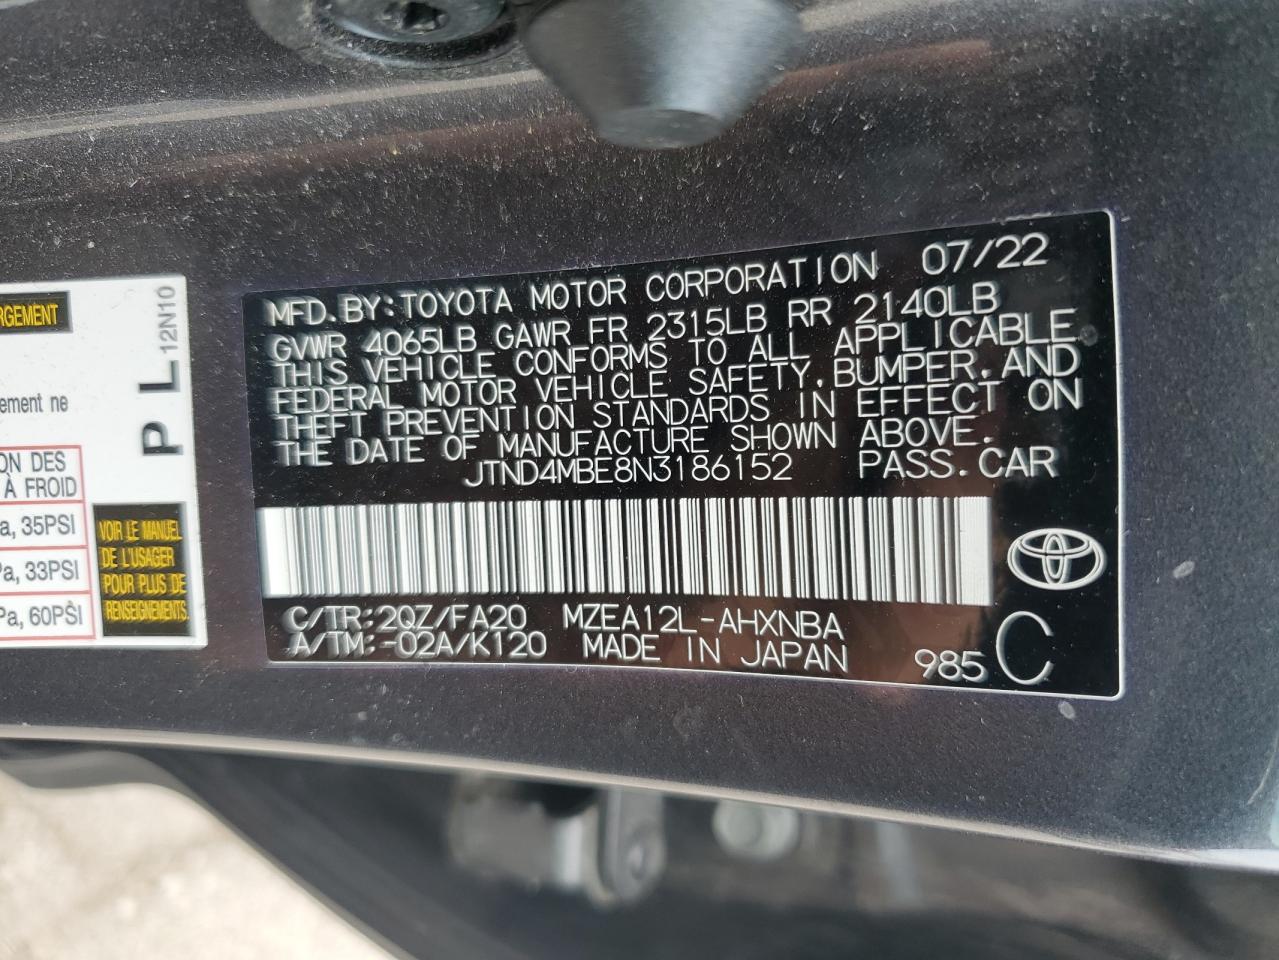 RGEMENT
ement ne
P L 12N10
ON DES
À FROID
a, 35PSI
Pa, 33PSI
Pa, 60PSI
VOIR LE MANUEL
DE L'USAGER
POUR PLUS DE
RENSEIGNEMENTS
MFD. BY: TOYOTA MOTOR CORPORATION 07/22
GVWR 4065LB GAWR FR 2315LB RR 2140LB
THIS VEHICLE CONFORMS TO ALL APPLICABLE
FEDERAL MOTOR VEHICLE SAFETY, BUMPER, AND
THEFT PREVENTION STANDARDS IN EFFECT ON
THE DATE OF MANUFACTURE SHOWN ABOVE.
JTND4MBE8N3186152 PASS. CAR
C/TR: 2QZ/FA20 MZEA12L-AHXNBA
A/TM: -02A/K120 MADE IN JAPAN 985 C